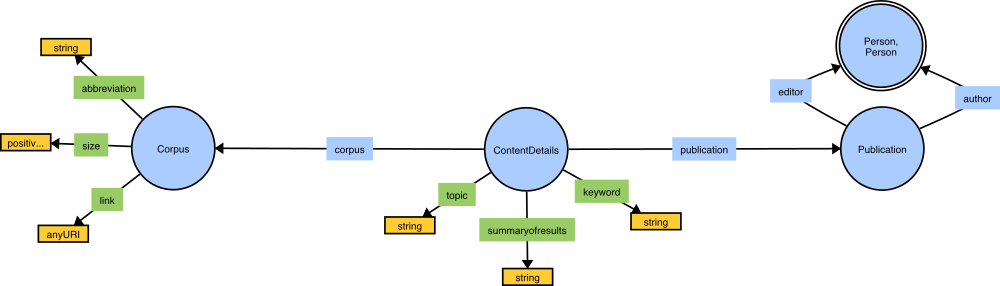 string
abbreviation
positiv...
size
link
anyURI
Corpus
corpus
ContentDetails
topic
string
summaryofresults
string
keyword
string
publication
Publication
editor
author
Person,
Person